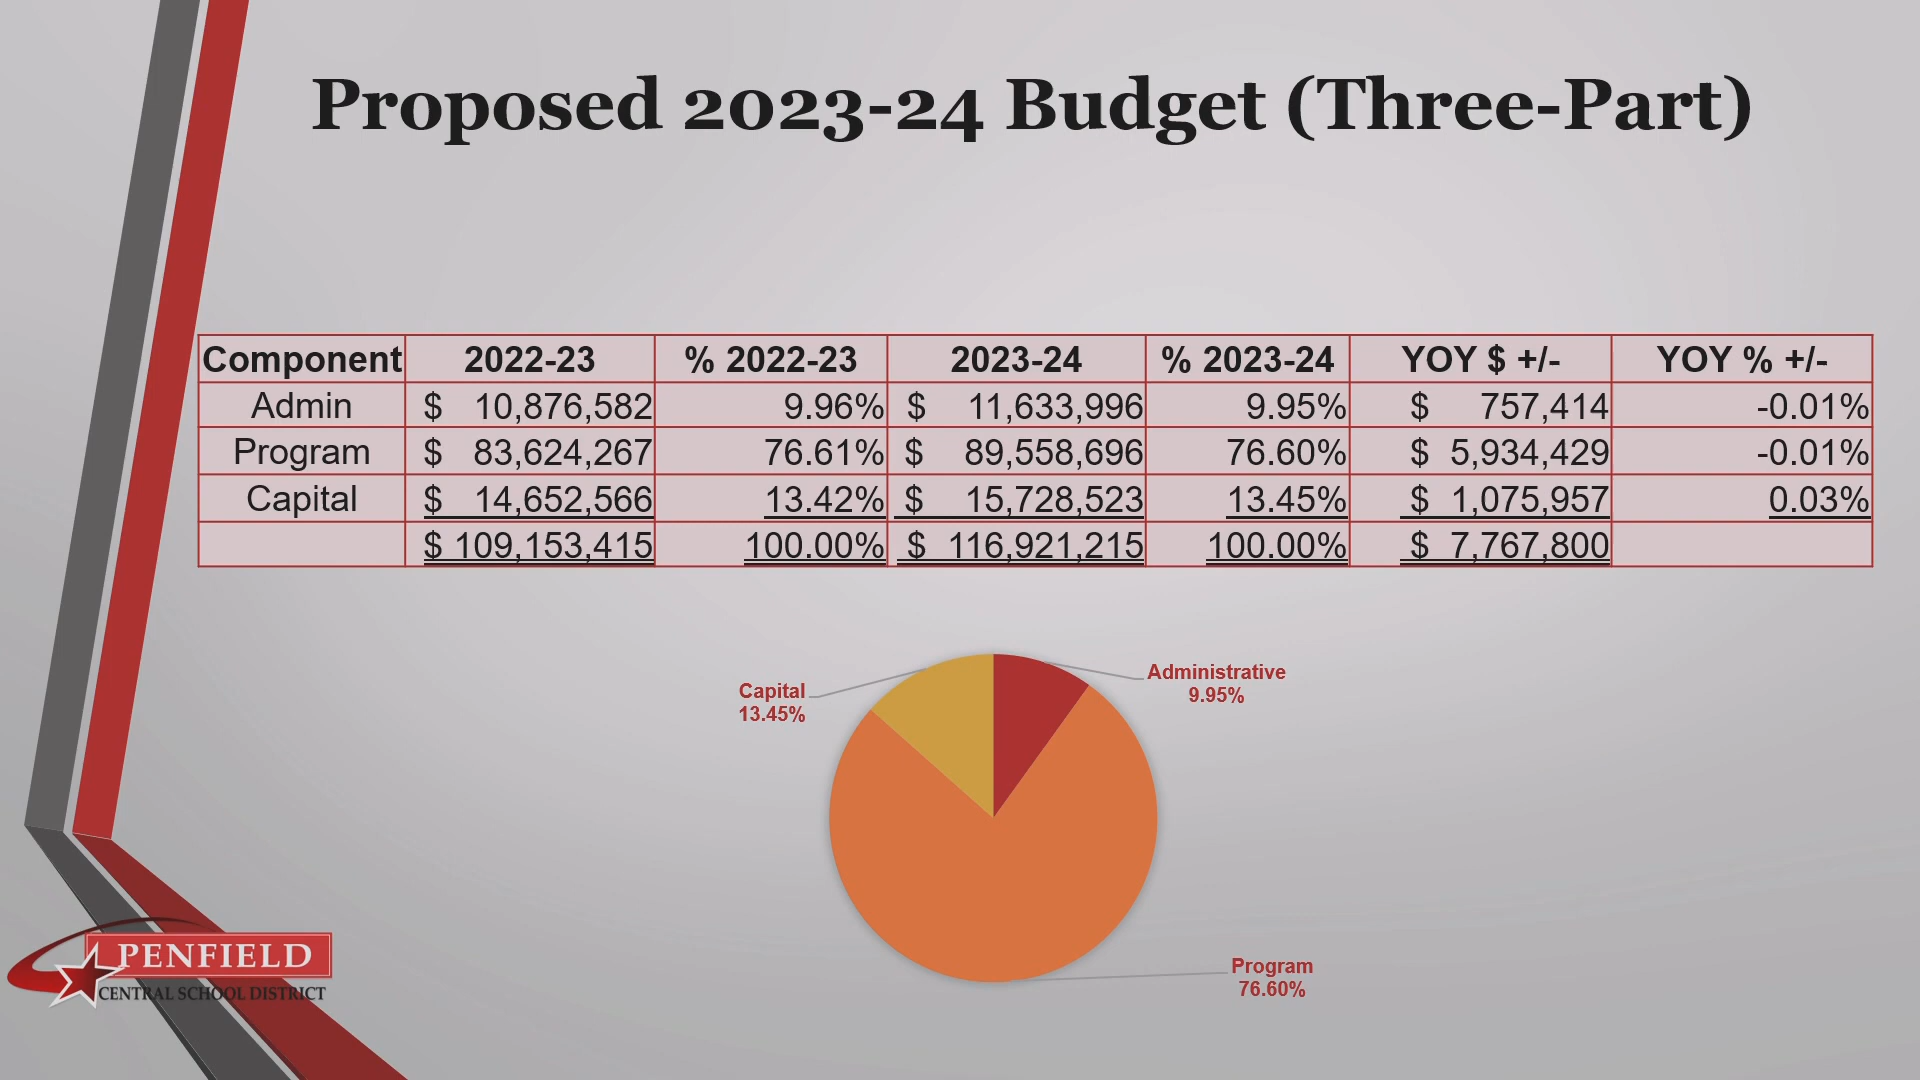 Proposed 2023-24 Budget (Three-Part)
Component 2022-23 % 2022-23 2023-24 % 2023-24 YOY $ +/- YOY % +/-
Admin $ 10,876,582 9.96% $ 11,633,996 9.95% $ 757,414 -0.01%
Program $ 83,624,267 76.61% $ 89,558,696 76.60% $ 5,934,429 -0.01%
Capital $ 14,652,566 13.42% $ 15,728,523 13.45% $ 1,075,957 0.03%
$ 109,153,415 100.00% $ 116,921,215 100.00% $ 7,767,800
Administrative
9.95%
Capital
13.45%
Program
76.60%
PENFIELD
CENTRAL SCHOOL DISTRICT